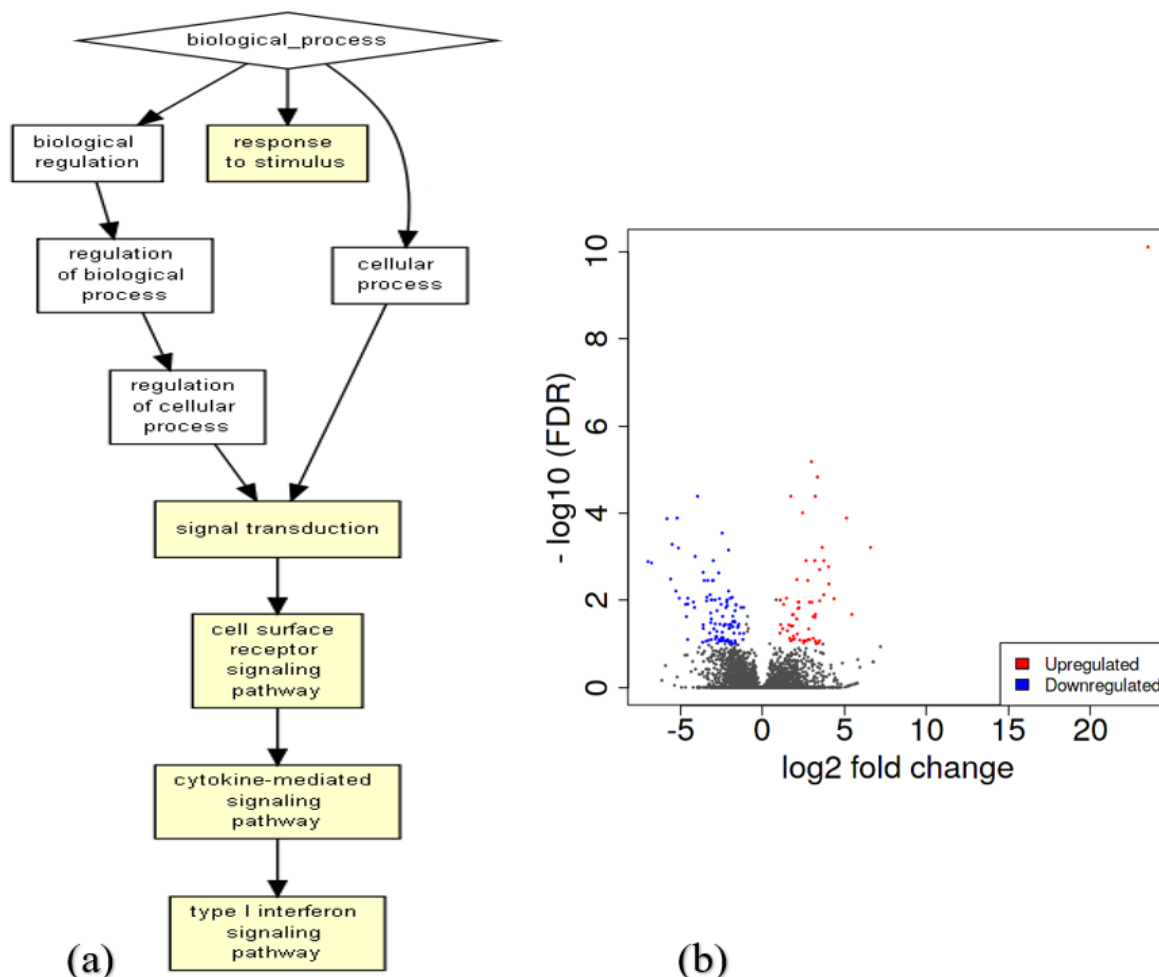 biological_process
biological
regulation
response
to stimulus
regulation
of biological
process
cellular
process
regulation
of cellular
process
signal transduction
cell surface
receptor
signaling
pathway
cytokine-mediated
signaling
pathway
type I interferon
signaling
pathway
(a)
- log10 (FDR)
10
8
6
4
2
0
-5 0 5 10 15 20
log2 fold change
Upregulated
Downregulated
(b)